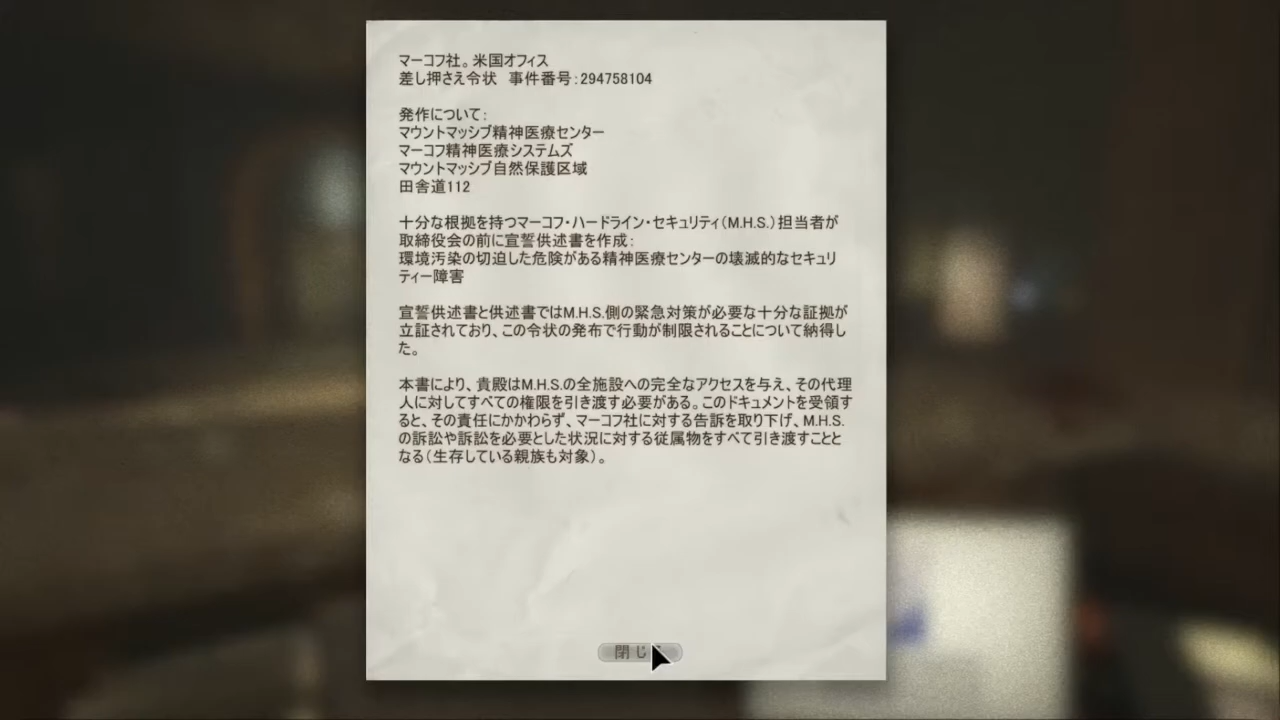 マーコフ社。米国オフィス
差し押さえ令状 事件番号:294758104
発作について:
マウントマッシブ精神医療センター
マーコフ精神医療システムズ
マウントマッシブ自然保護区域
田舎道112
十分な根拠を持つマーコフ・ハードライン・セキュリティ(M.H.S.)担当者が
取締役会の前に宣誓供述書を作成:
環境汚染の切迫した危険がある精神医療センターの壊滅的なセキュリ
ティー障害
宣誓供述書と供述書ではM.H.S.側の緊急対策が必要な十分な証拠が
立証されており、この令状の発布で行動が制限されることについて納得し
た。
本書により、貴殿はM.H.S.の全施設への完全なアクセスを与え、その代理
人に対してすべての権限を引き渡す必要がある。このドキュメントを受領す
ると、その責任にかかわらず、マーコフ社に対する告訴を取り下げ、M.H.S.
の訴訟や訴訟を必要とした状況に対する従属物をすべて引き渡すことと
なる(生存している親族も対象)。
閉じ